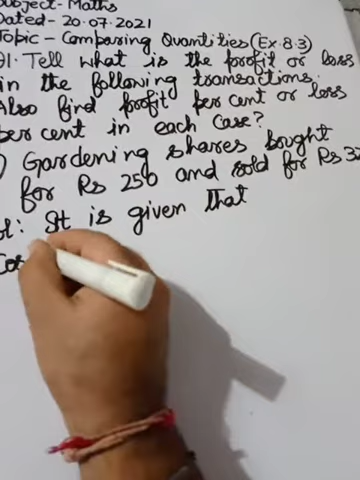 Subject- Maths
Dated- 20.07.2021
Topic - Comparing Quantities (Ex.8.3)
Q1. Tell what is the profit or loss
in the following transactions.
Also find profit per cent or loss
per cent in each case?
Gardening shares bought
for Rs 250 and sold for Rs
Sol: It is given that
Cos